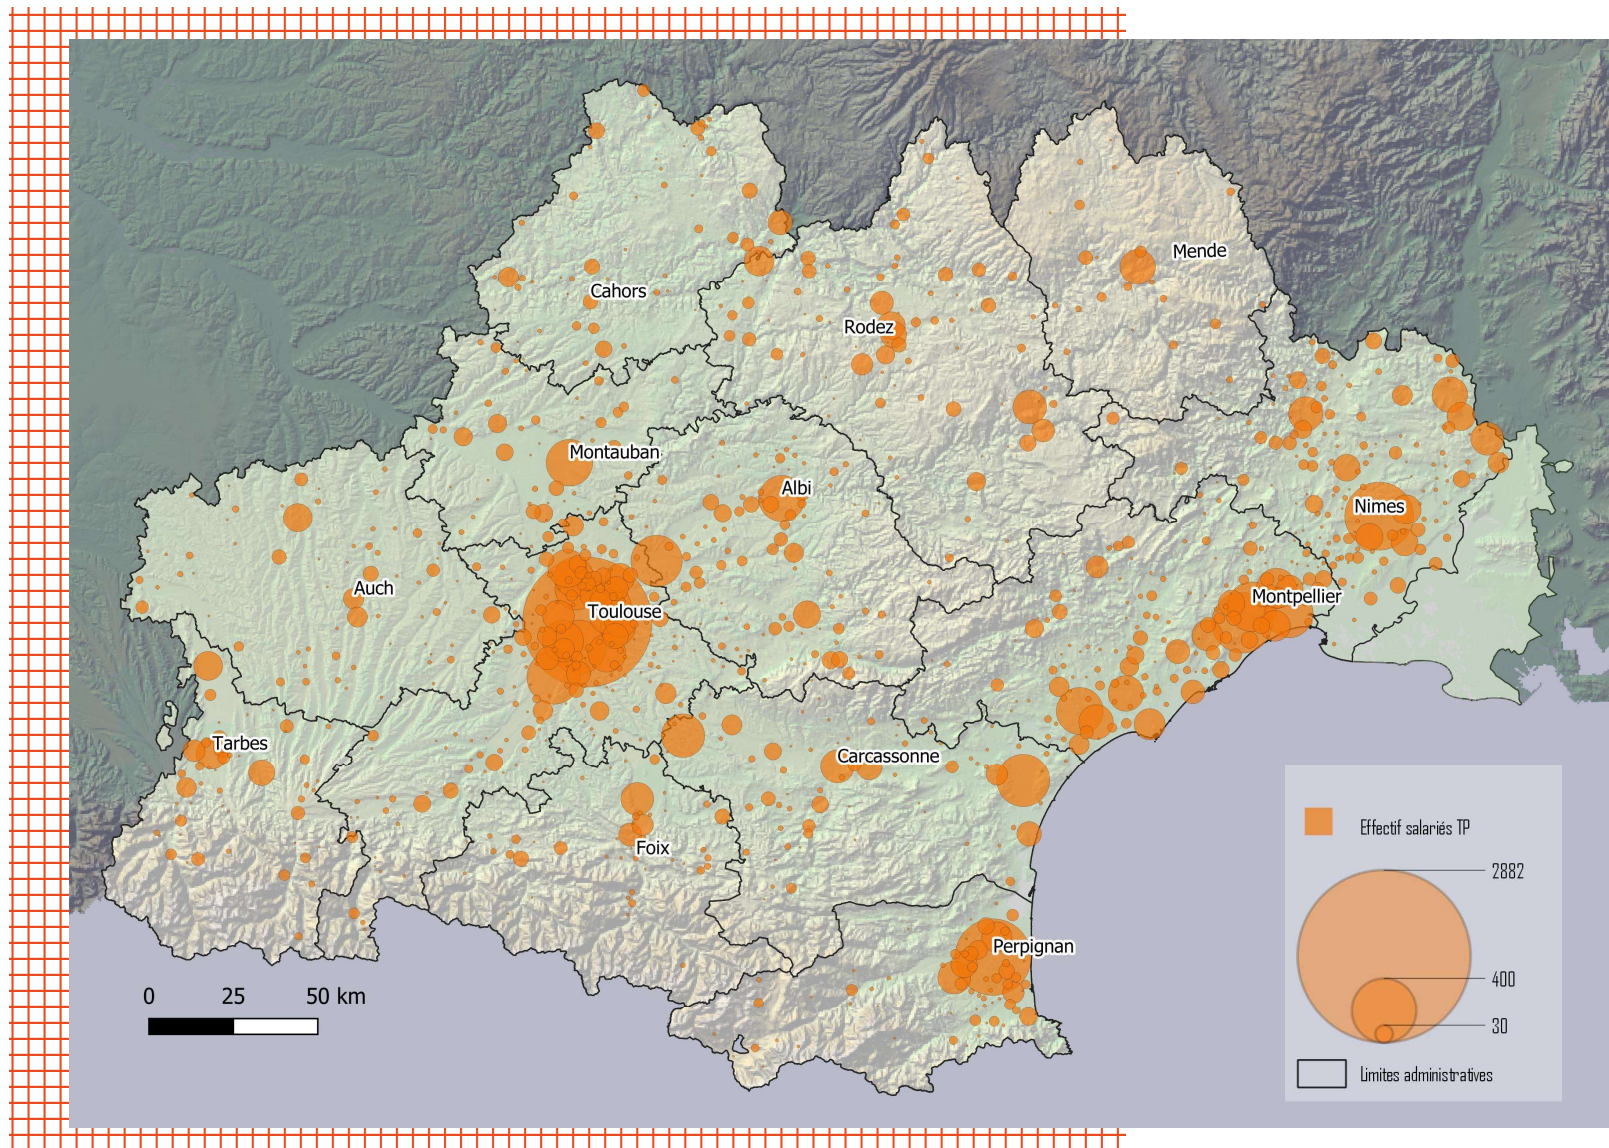 Mende
Cahors
Rodez
Montauban
Albi
Nimes
Auch
Montpellier
Toulouse
Tarbes
Carcassonne
Foix
Perpignan
0 25 50 km
Effectif salariés TP
2882
400
30
Limites administratives